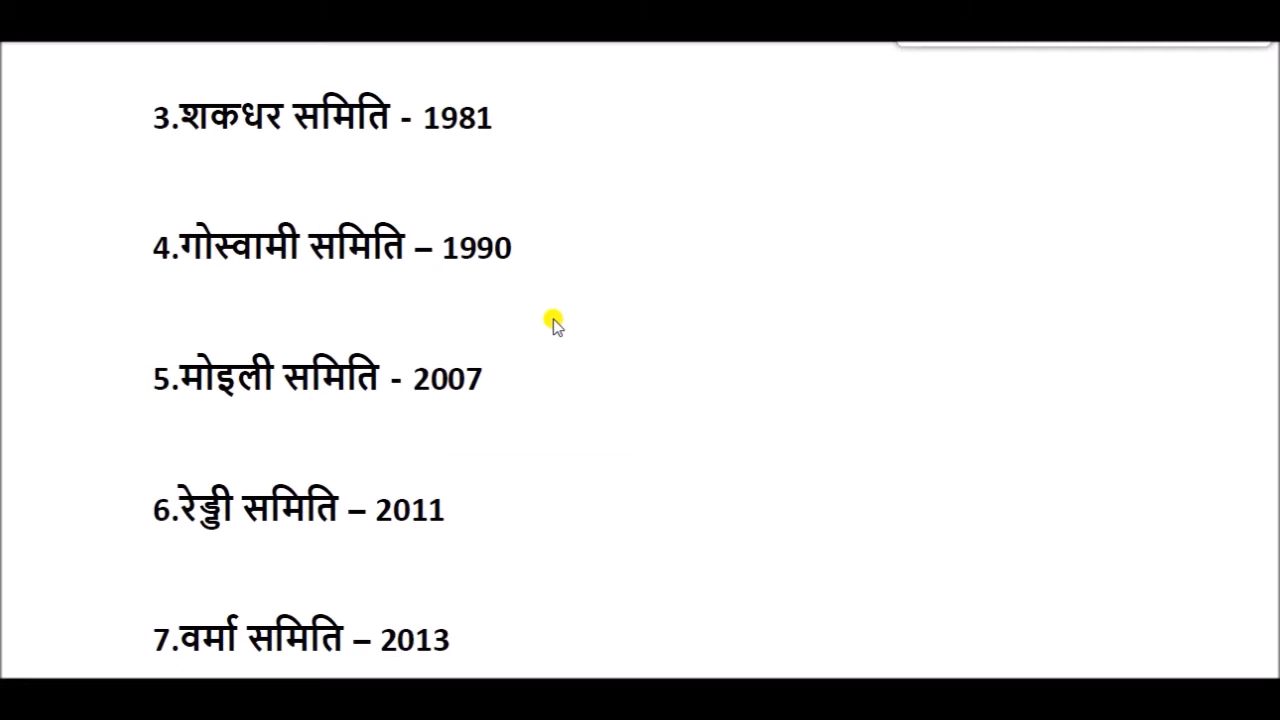 3.शकधर समिति - 1981
4.गोस्वामी समिति – 1990
5.मोइली समिति - 2007
6.रेड्डी समिति – 2011
7.वर्मा समिति – 2013